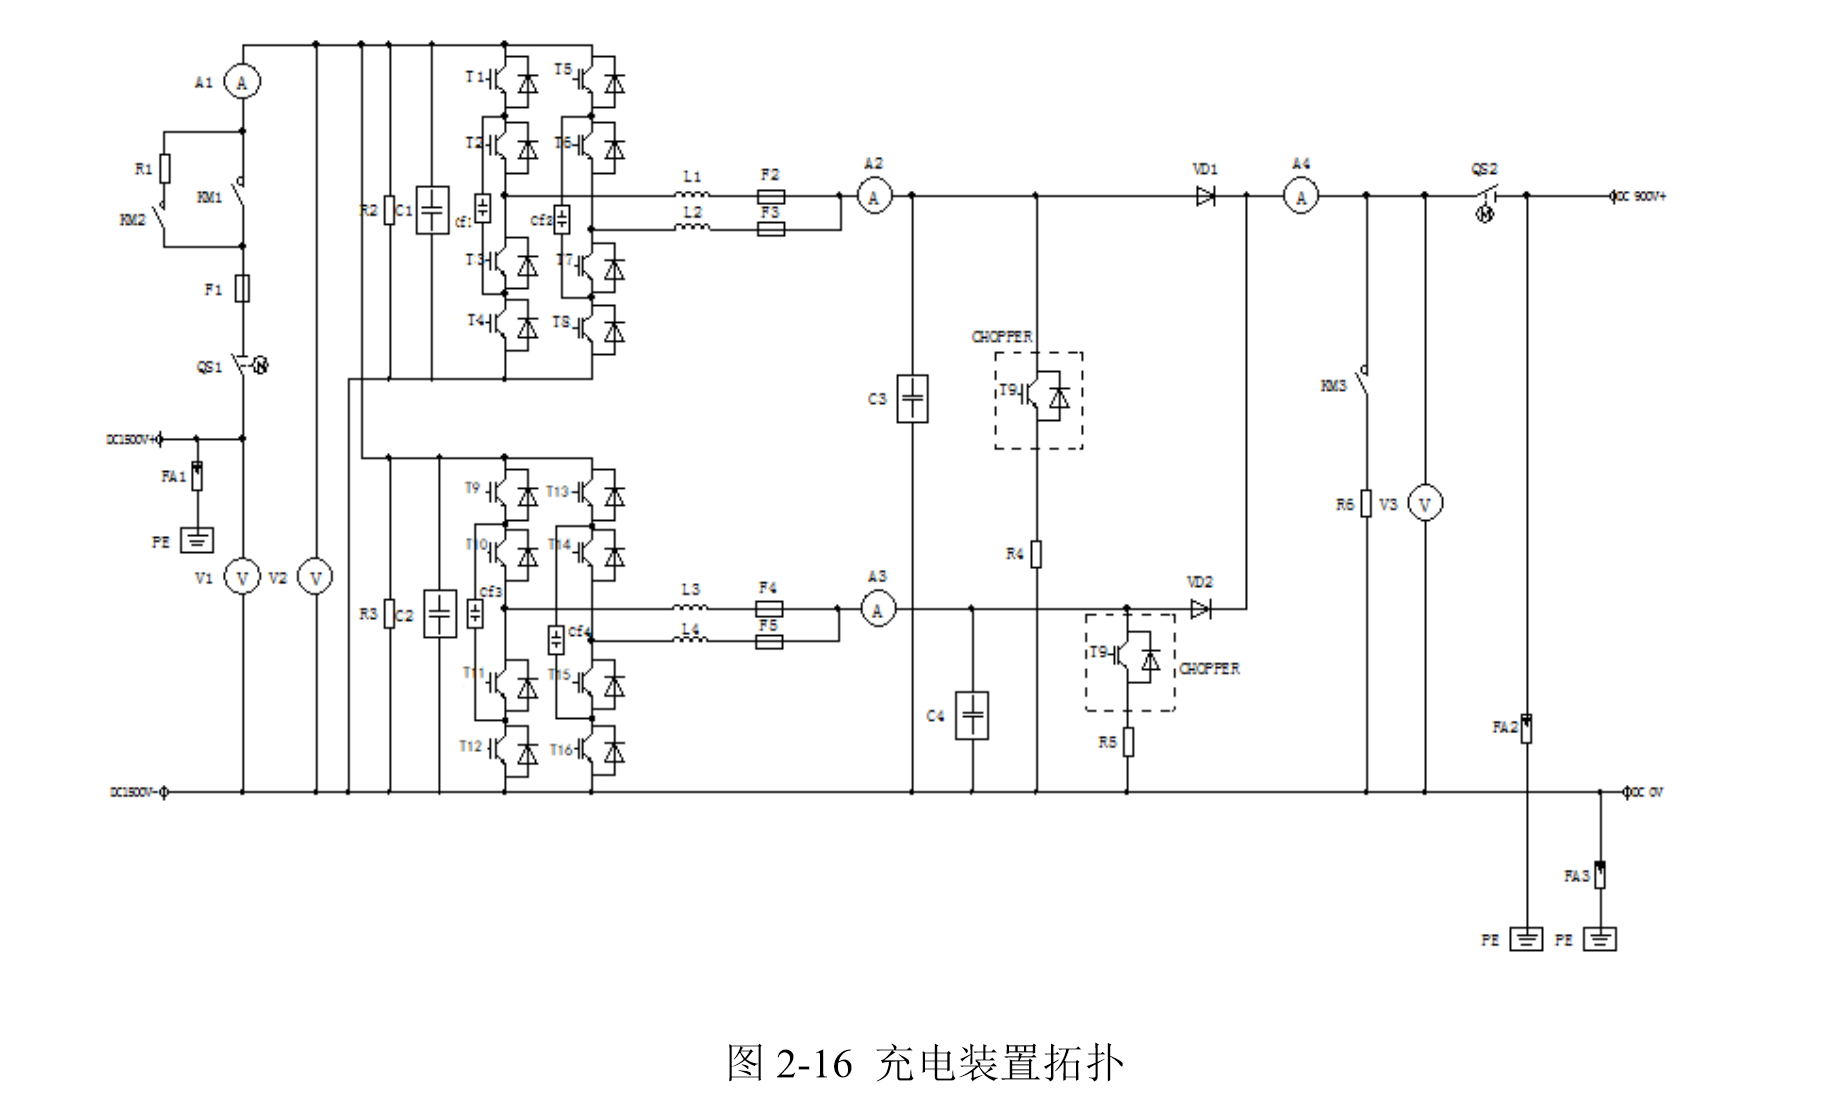 A1
A
R1
KM1
KM2
F1
QS1
M
DC1500V+
FA1
PE
V1
V
V2
V
DC1500V-
T1
T5
T2
T6
R2
C1
Cf1
Cf2
T3
T7
T4
T8
L1
F2
L2
F3
A2
A
VD1
A4
A
QS2
M
DC 900V+
CHOPPER
T9
C3
KM3
R4
R6
V3
V
T9
T13
T10
T14
R3
C2
Cf3
Cf4
T11
T15
T12
T16
L3
F4
L4
F5
A3
A
VD2
T9
CHOPPER
C4
R5
FA2
DC 0V
FA3
PE
PE
图 2-16 充电装置拓扑